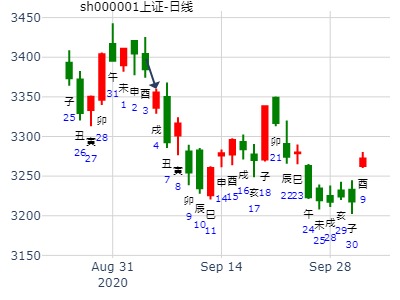 sh000001上证-日线
3450
3400
3350
3300
3250
3200
3150
子
25
丑
26
寅
27
卯
28
午
31
未
1
申
2
酉
3
戌
4
丑
7
寅
8
卯
9
辰
10
巳
11
申
14
酉
15
戌
16
亥
17
子
18
卯
21
辰
22
巳
23
午
24
未
25
戌
28
亥
29
子
30
酉
9
Aug 31
2020
Sep 14
Sep 28